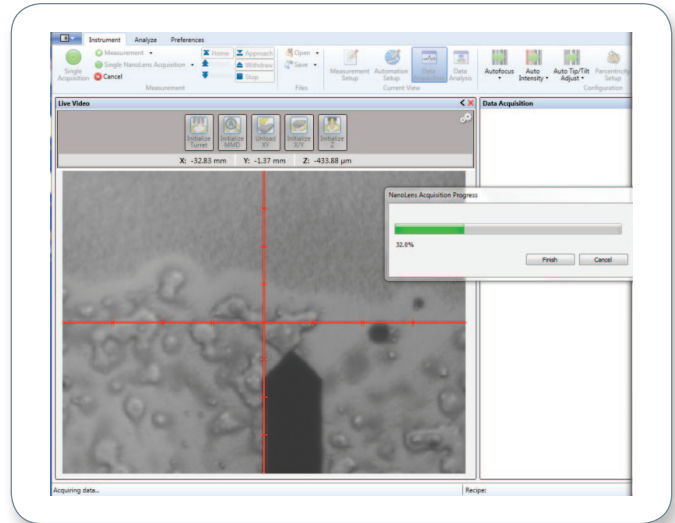 Instrument Analyze Preferences
Measurement
Home
Approach
Open
Single NanoLens Acquisition
Withdraw
Save
Single Acquisition
Cancel
Stop
Measurement Setup
Automation Setup
Data Acquisition
Data Analysis
Autofocus
Auto Intensity
Auto Tip/Tilt Adjust
Parcentricity Setup
Measurement
Files
Current View
Configuration
Live Video
Data Acquisition
Initialize Turret
Initialize MMD
Unload XY
Initialize X/Y
Initialize Z
X: -32.83 mm Y: -1.37 mm Z: -433.88 µm
NanoLens Acquisition Progress
32.0%
Finish Cancel
Acquiring data...
Recipe: